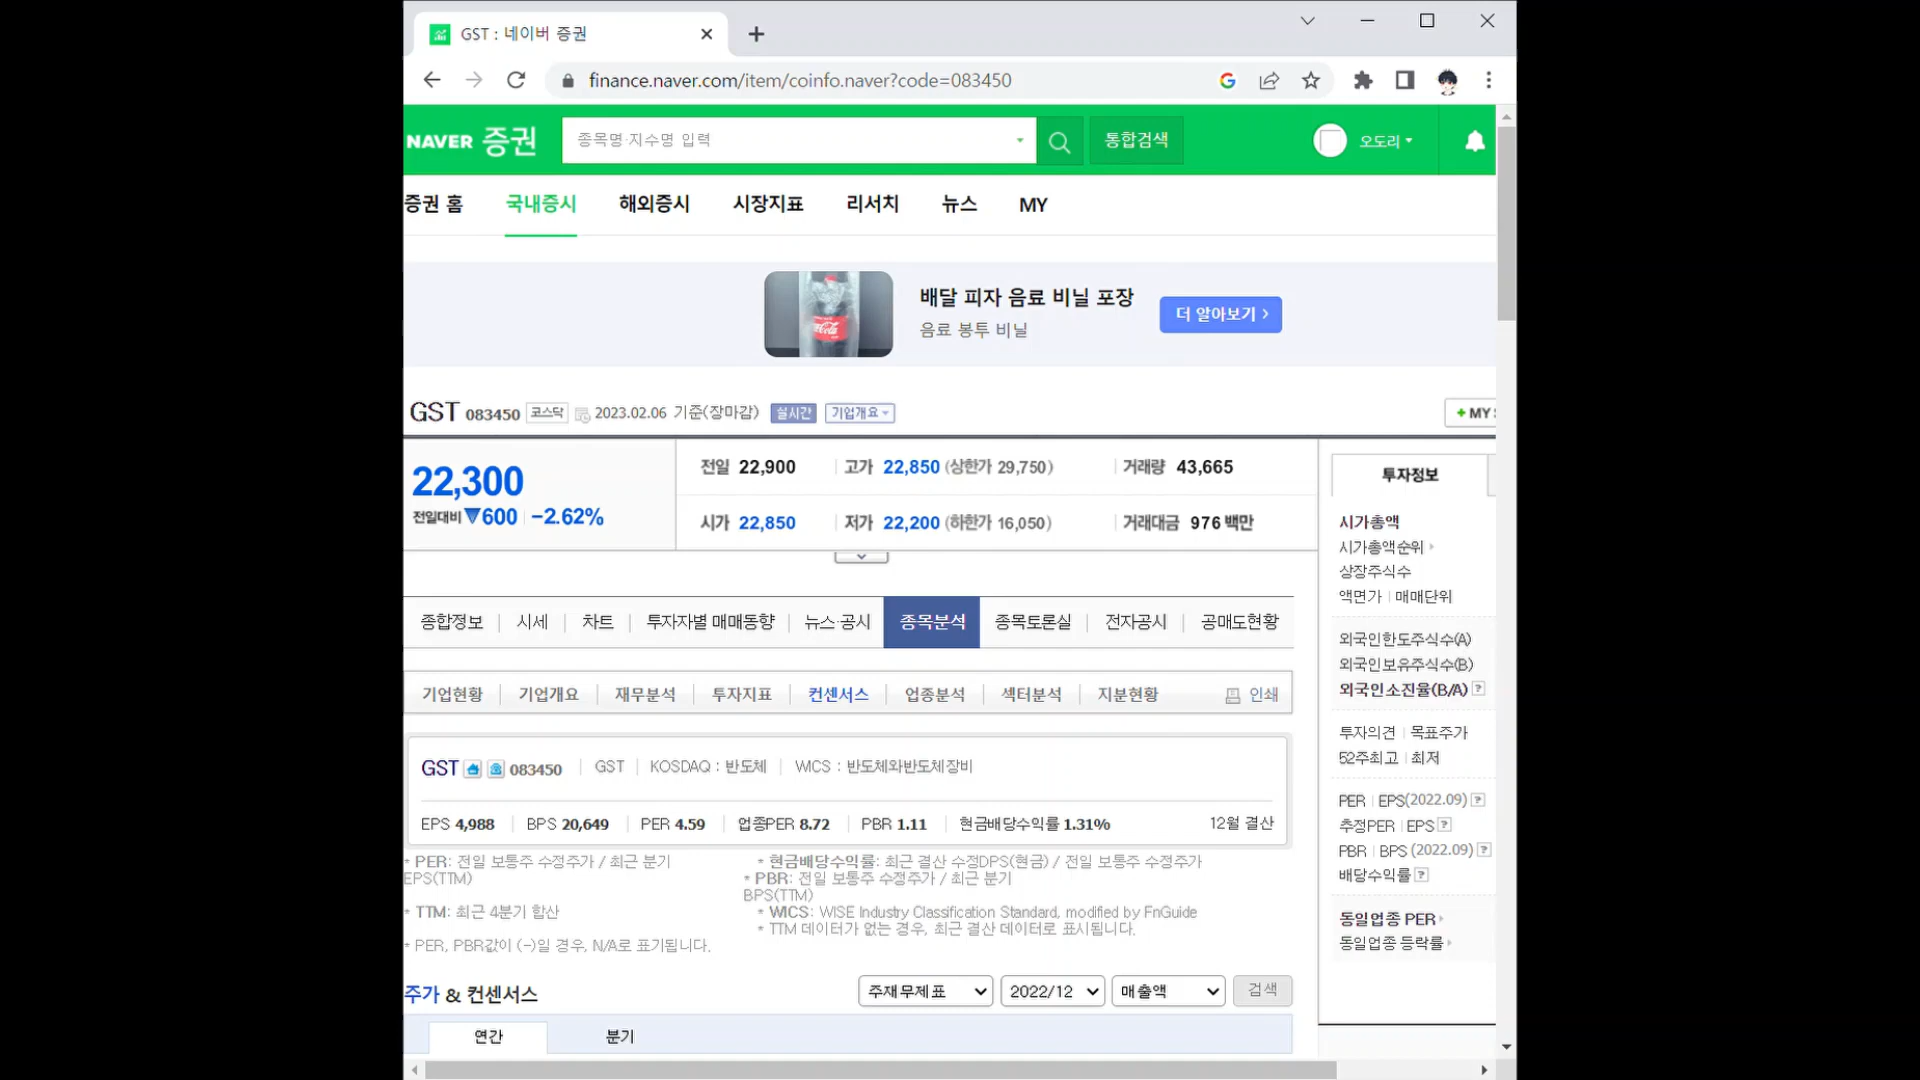 GST : 네이버 증권
finance.naver.com/item/coinfo.naver?code=083450
NAVER 증권 종목명·지수명 입력 통합검색 오도리
증권 홈 국내증시 해외증시 시장지표 리서치 뉴스 MY
배달 피자 음료 비닐 포장
음료 봉투 비닐
더 알아보기
GST 083450 코스닥 2023.02.06 기준(장마감) 실시간 기업개요 + MY
22,300
전일대비 ▼600 -2.62%
전일 22,900 고가 22,850 (상한가 29,750) 거래량 43,665
시가 22,850 저가 22,200 (하한가 16,050) 거래대금 976 백만
종합정보 시세 차트 투자자별 매매동향 뉴스·공시 종목분석 종목토론실 전자공시 공매도현황
기업현황 기업개요 재무분석 투자지표 컨센서스 업종분석 섹터분석 지분현황 인쇄
GST 083450 GST KOSDAQ : 반도체 WICS : 반도체와반도체장비
EPS 4,988 BPS 20,649 PER 4.59 업종PER 8.72 PBR 1.11 현금배당수익률 1.31% 12월 결산
* PER: 전일 보통주 수정주가 / 최근 분기
EPS(TTM)
* TTM: 최근 4분기 합산
* PER, PBR값이 (-)일 경우, N/A로 표기됩니다.
* 현금배당수익률: 최근 결산 수정DPS(현금) / 전일 보통주 수정주가
* PBR: 전일 보통주 수정주가 / 최근 분기
BPS(TTM)
* WICS: WISE Industry Classification Standard, modified by FnGuide
* TTM 데이터가 없는 경우, 최근 결산 데이터로 표시됩니다.
주가 & 컨센서스 주재무제표 2022/12 매출액 검색
연간 분기
투자정보
시가총액
시가총액순위
상장주식수
액면가 매매단위
외국인한도주식수(A)
외국인보유주식수(B)
외국인소진율(B/A) ?
투자의견 목표주가
52주최고 최저
PER EPS(2022.09) ?
추정PER EPS ?
PBR BPS (2022.09) ?
배당수익률 ?
동일업종 PER
동일업종 등락률